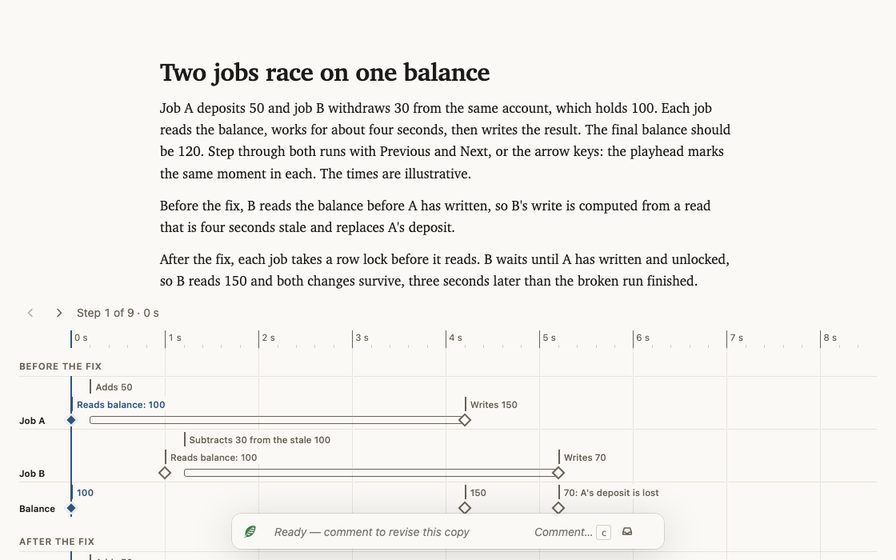 Two jobs race on one balance
Job A deposits 50 and job B withdraws 30 from the same account, which holds 100. Each job
reads the balance, works for about four seconds, then writes the result. The final balance should
be 120. Step through both runs with Previous and Next, or the arrow keys: the playhead marks
the same moment in each. The times are illustrative.
Before the fix, B reads the balance before A has written, so B's write is computed from a read
that is four seconds stale and replaces A's deposit.
After the fix, each job takes a row lock before it reads. B waits until A has written and unlocked,
so B reads 150 and both changes survive, three seconds later than the broken run finished.
Step 1 of 9 · 0 s
0 s 1 s 2 s 3 s 4 s 5 s 6 s 7 s 8 s
BEFORE THE FIX
Adds 50
Reads balance: 100 Writes 150
Job A
Subtracts 30 from the stale 100
Reads balance: 100 Writes 70
Job B
100 150 70: A's deposit is lost
Balance
Ready — comment to revise this copy Comment... c
AFTER THE FIX